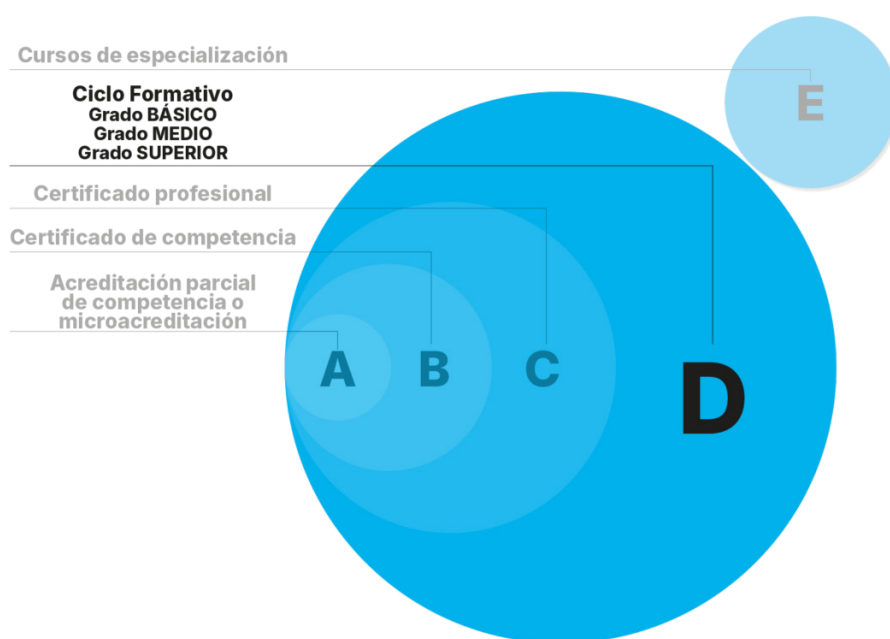 Cursos de especialización
E
Ciclo Formativo
Grado BÁSICO
Grado MEDIO
Grado SUPERIOR
Certificado profesional
Certificado de competencia
Acreditación parcial
de competencia o
microacreditación
A B C D